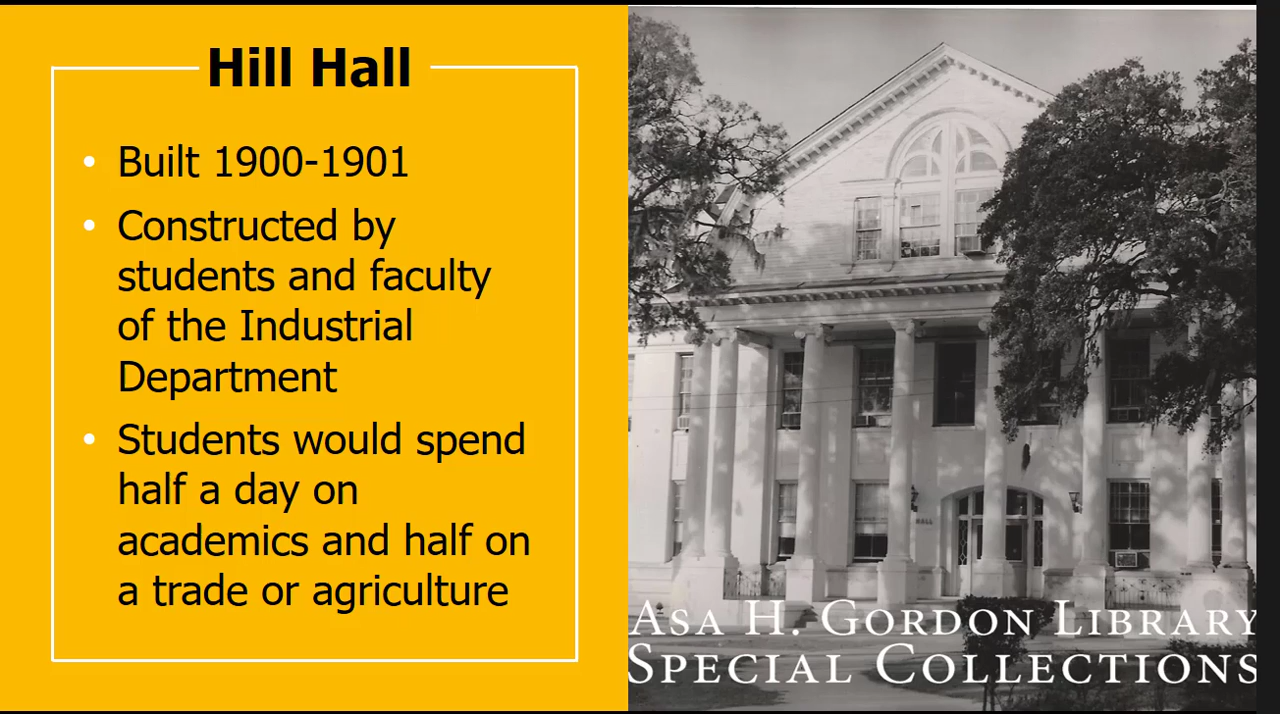 Hill Hall
• Built 1900-1901
• Constructed by
students and faculty
of the Industrial
Department
• Students would spend
half a day on
academics and half on
a trade or agriculture
HALL
Asa H. Gordon Library
Special Collections